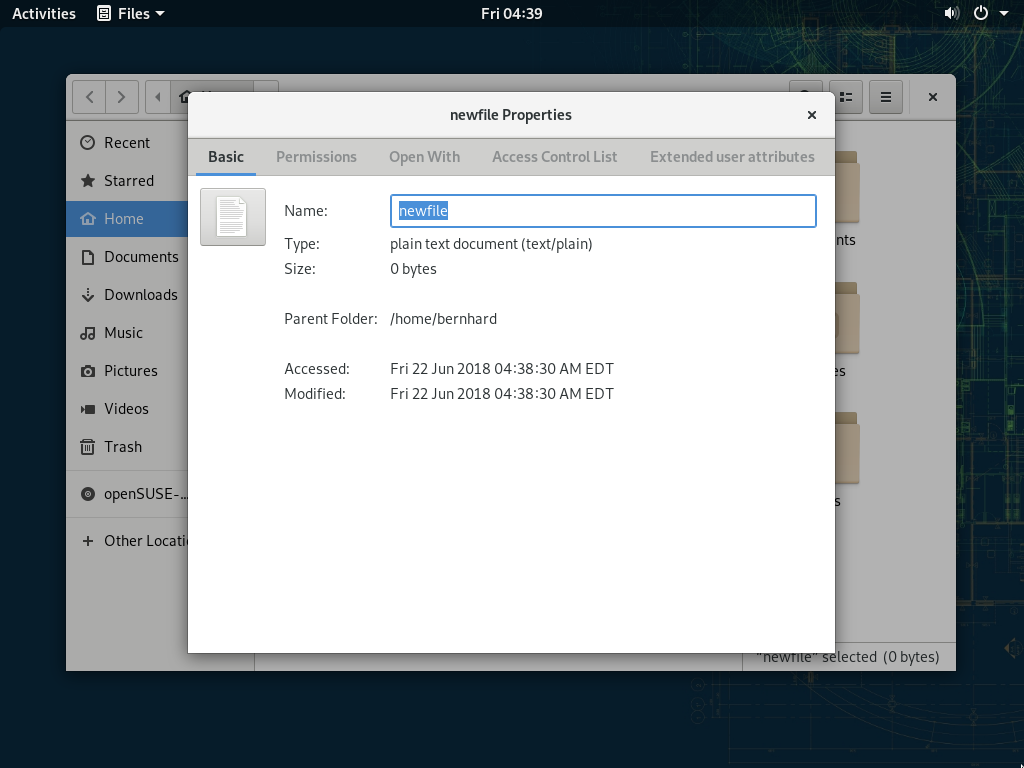 Activities Files Fri 04:39
newfile Properties
Basic Permissions Open With Access Control List Extended user attributes
Name: newfile
Type: plain text document (text/plain)
Size: 0 bytes
Parent Folder: /home/bernhard
Accessed: Fri 22 Jun 2018 04:38:30 AM EDT
Modified: Fri 22 Jun 2018 04:38:30 AM EDT
Recent
Starred
Home
Documents
Downloads
Music
Pictures
Videos
Trash
openSUSE-...
Other Locati
nts
es
s
"newfile" selected (0 bytes)